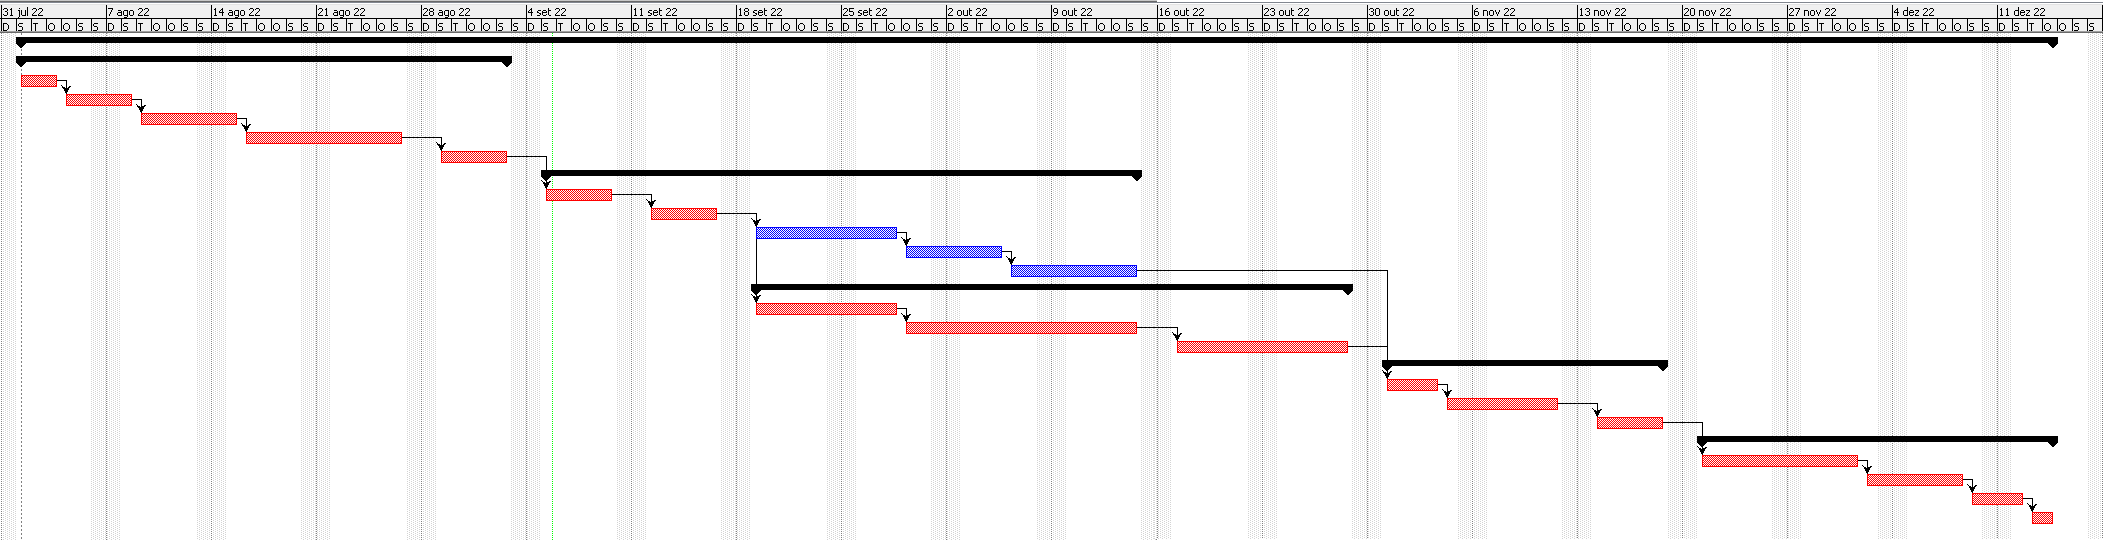 31 jul 22 7 ago 22 14 ago 22 21 ago 22 28 ago 22 4 set 22 11 set 22 18 set 22 25 set 22 2 out 22 9 out 22 16 out 22 23 out 22 30 out 22 6 nov 22 13 nov 22 20 nov 22 27 nov 22 4 dez 22 11 dez 22
D S T O O S S D S T O O S S D S T O O S S D S T O O S S D S T O O S S D S T O O S S D S T O O S S D S T O O S S D S T O O S S D S T O O S S D S T O O S S D S T O O S S D S T O O S S D S T O O S S D S T O O S S D S T O O S S D S T O O S S D S T O O S S D S T O O S S D S T O O S S